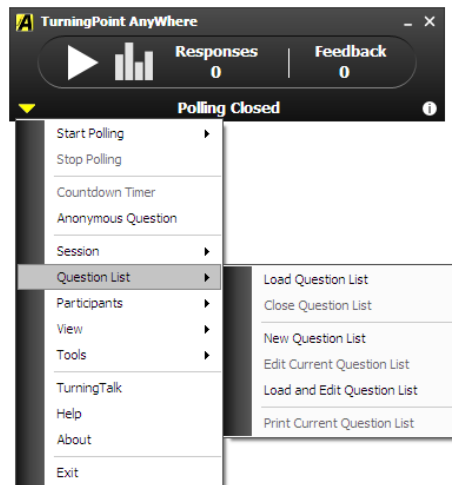 TurningPoint AnyWhere
Responses Feedback
0 0
Polling Closed
Start Polling
Stop Polling
Countdown Timer
Anonymous Question
Session
Question List
Participants
View
Tools
TurningTalk
Help
About
Exit
Load Question List
Close Question List
New Question List
Edit Current Question List
Load and Edit Question List
Print Current Question List